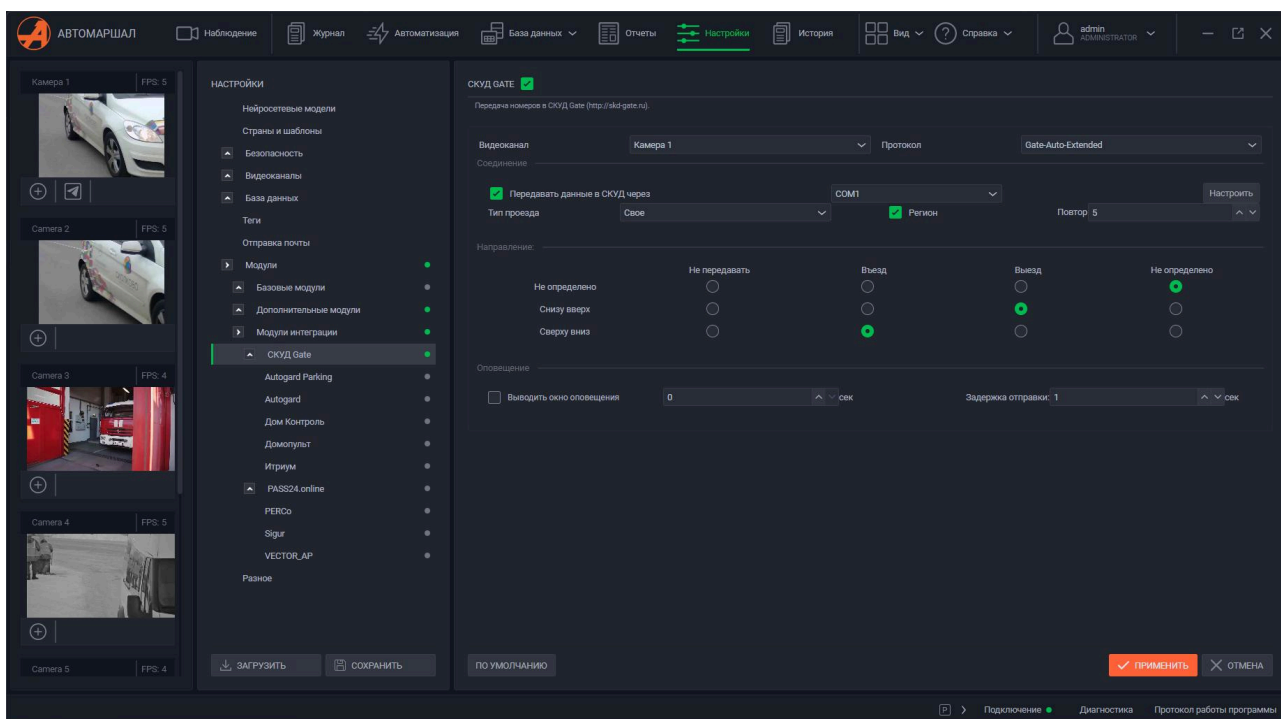 АВТОМАРШАЛ
Наблюдение
Журнал
Автоматизация
База данных
Отчеты
Настройки
История
Вид
Справка
admin
ADMINISTRATOR
Камера 1 FPS: 5
Camera 2 FPS: 5
Camera 3 FPS: 4
Camera 4 FPS: 5
Camera 5 FPS: 4
НАСТРОЙКИ
Нейросетевые модели
Страны и шаблоны
Безопасность
Видеоканалы
База данных
Теги
Отправка почты
Модули
Базовые модули
Дополнительные модули
Модули интеграции
СКУД Gate
Autogard Parking
Autogard
Дом Контроль
Домопульт
Итриум
PASS24.online
PERCo
Sigur
VECTOR_AP
Разное
ЗАГРУЗИТЬ СОХРАНИТЬ
СКУД GATE
Передача номеров в СКУД Gate (http://skd-gate.ru).
Видеоканал Камера 1 Протокол Gate-Auto-Extended
Соединение
Передавать данные в СКУД через COM1 Настроить
Тип проезда Свое Регион Повтор 5
Направление:
Не передавать Въезд Выезд Не определено
Не определено
Снизу вверх
Сверху вниз
Оповещение
Выводить окно оповещения 0 сек Задержка отправки: 1 сек
ПО УМОЛЧАНИЮ ПРИМЕНИТЬ ОТМЕНА
P Подключение Диагностика Протокол работы программы